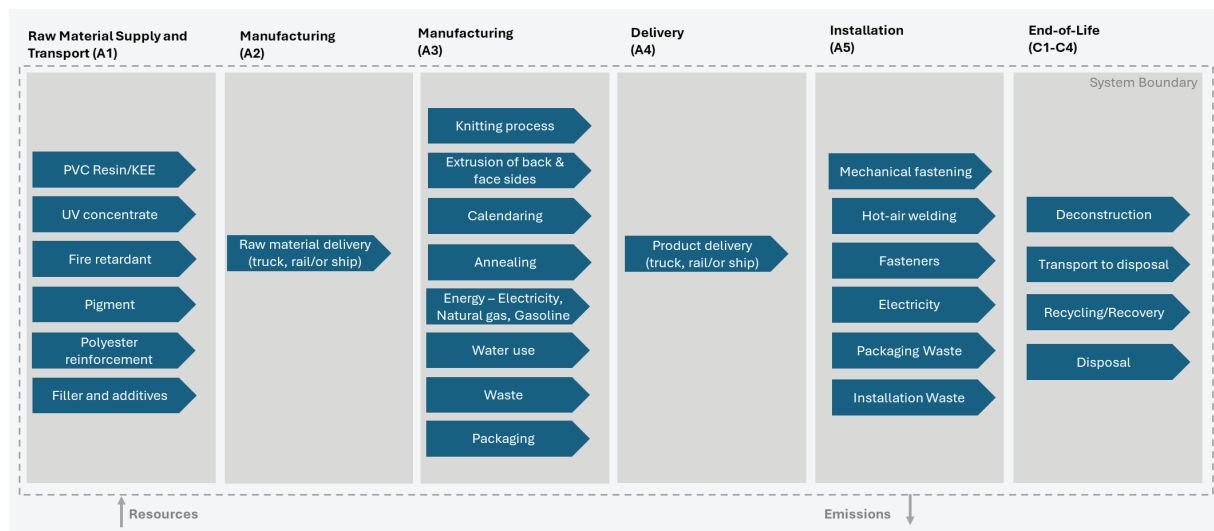 Raw Material Supply and
Transport (A1)
Manufacturing
(A2)
Manufacturing
(A3)
Delivery
(A4)
Installation
(A5)
End-of-Life
(C1-C4)
System Boundary
PVC Resin/KEE
UV concentrate
Fire retardant
Pigment
Polyester
reinforcement
Filler and additives
Raw material delivery
(truck, rail/or ship)
Knitting process
Extrusion of back &
face sides
Calendaring
Annealing
Energy – Electricity,
Natural gas, Gasoline
Water use
Waste
Packaging
Product delivery
(truck, rail/or ship)
Mechanical fastening
Hot-air welding
Fasteners
Electricity
Packaging Waste
Installation Waste
Deconstruction
Transport to disposal
Recycling/Recovery
Disposal
Resources
Emissions